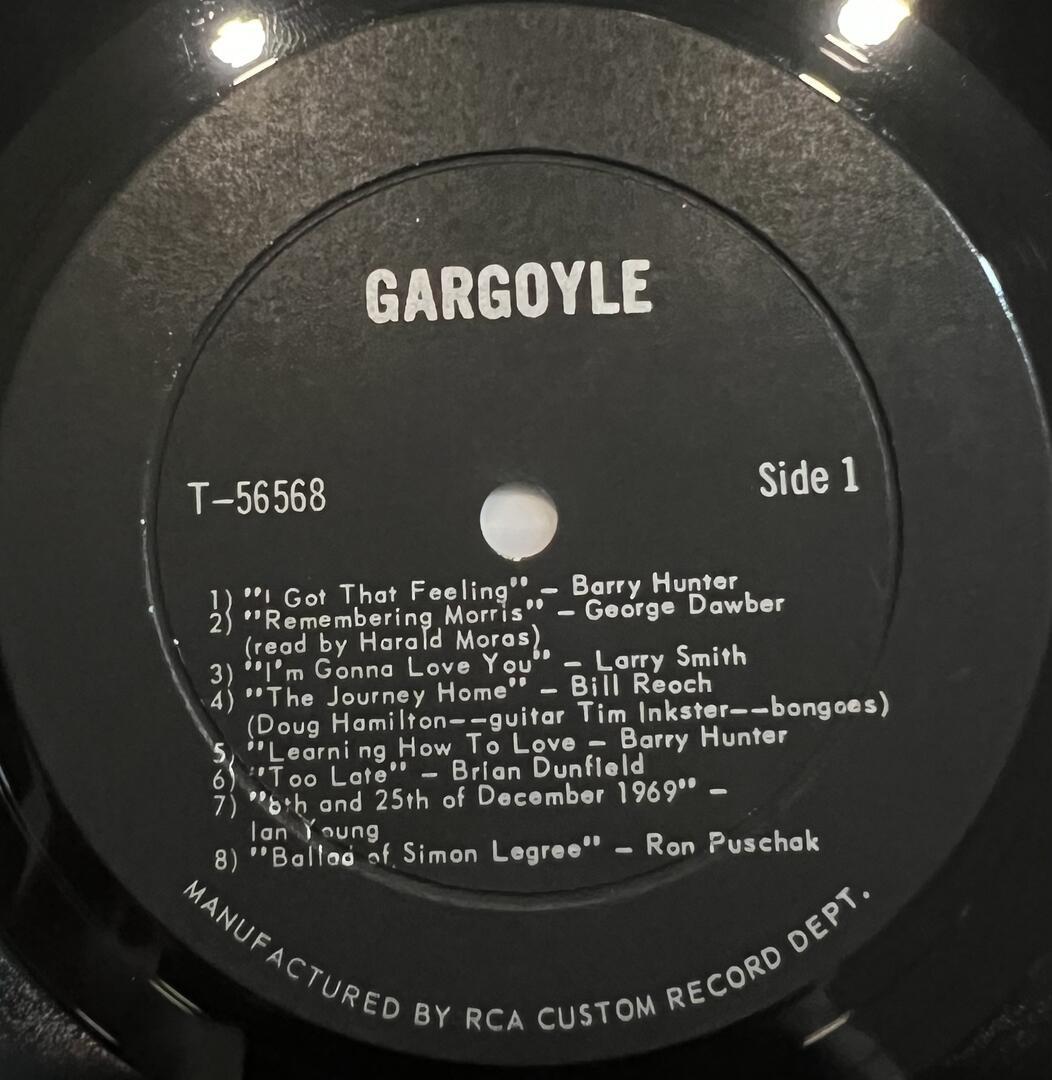 GARGOYLE
T-56568
Side 1
1) "I Got That Feeling" - Barry Hunter
2) "Remembering Morris" - George Dawber
(read by Harald Moras)
3) "I'm Gonna Love You" - Larry Smith
4) "The Journey Home" - Bill Reoch
(Doug Hamilton--guitar Tim Inkster--bongoes)
5) "Learning How To Love - Barry Hunter
6) "Too Late" - Brian Dunfield
7) "6th and 25th of December 1969" -
Ian Young
8) "Ballad of Simon Legree" - Ron Puschak
MANUFACTURED BY RCA CUSTOM RECORD DEPT.